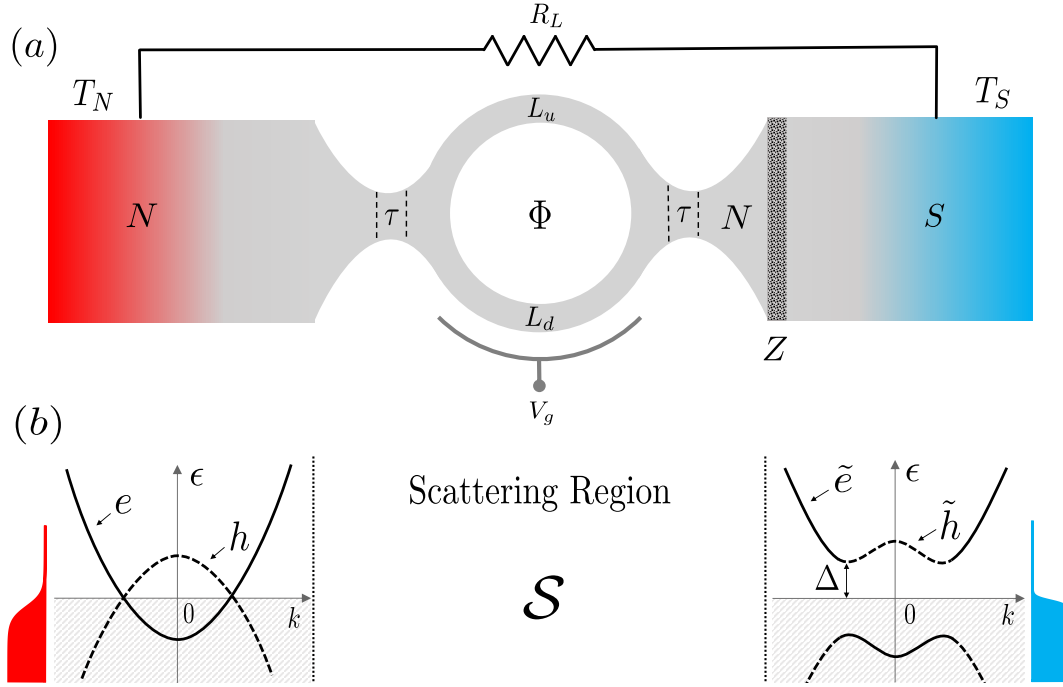 R_L
(a)
T_N
T_S
L_u
N
τ
Φ
τ
N
S
L_d
Z
V_g
(b)
ϵ
e
h
0
k
Scattering Region
𝒮
ϵ
ẽ
h̃
Δ
0
k